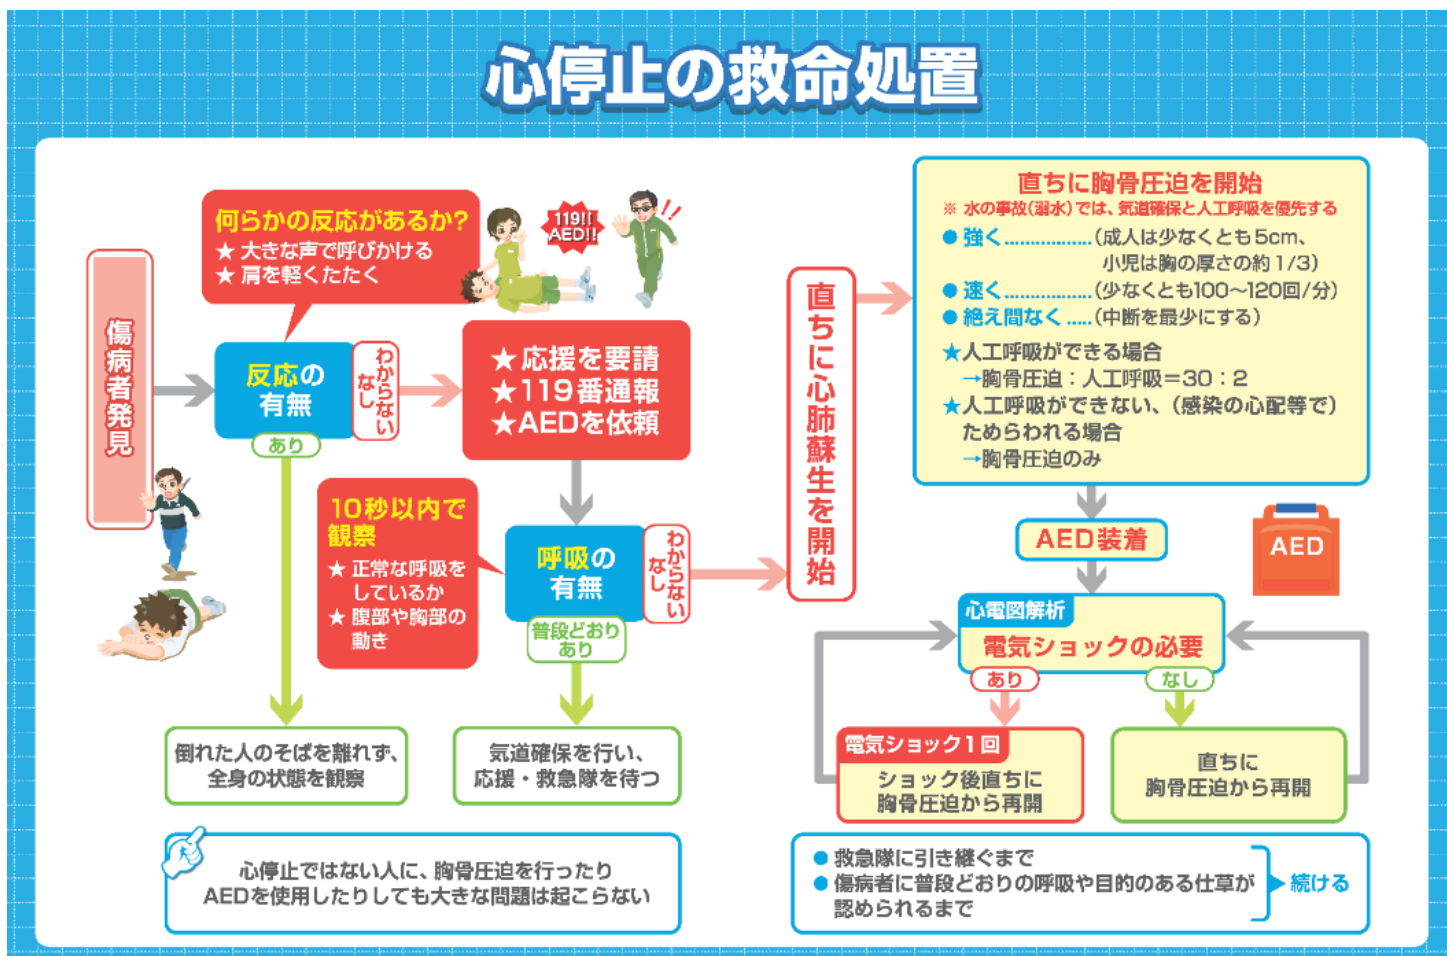 心停止の救命処置
傷病者発見
何らかの反応があるか?
★ 大きな声で呼びかける
★ 肩を軽くたたく
119!!
AED!!
!!
反応の
有無
わからない
なし
あり
★応援を要請
★119番通報
★AEDを依頼
10秒以内で
観察
★ 正常な呼吸を
しているか
★ 腹部や胸部の
動き
呼吸の
有無
わからない
なし
普段どおり
あり
倒れた人のそばを離れず、
全身の状態を観察
気道確保を行い、
応援・救急隊を待つ
心停止ではない人に、胸骨圧迫を行ったり
AEDを使用したりしても大きな問題は起こらない
直ちに心肺蘇生を開始
直ちに胸骨圧迫を開始
※ 水の事故(溺水)では、気道確保と人工呼吸を優先する
● 強く................(成人は少なくとも5cm、
小児は胸の厚さの約1/3)
● 速く................(少なくとも100〜120回/分)
● 絶え間なく.....(中断を最少にする)
★人工呼吸ができる場合
→胸骨圧迫:人工呼吸=30:2
★人工呼吸ができない、(感染の心配等で)
ためらわれる場合
→胸骨圧迫のみ
AED装着
AED
心電図解析
電気ショックの必要
あり
なし
電気ショック1回
ショック後直ちに
胸骨圧迫から再開
直ちに
胸骨圧迫から再開
● 救急隊に引き継ぐまで
● 傷病者に普段どおりの呼吸や目的のある仕草が
認められるまで
続ける